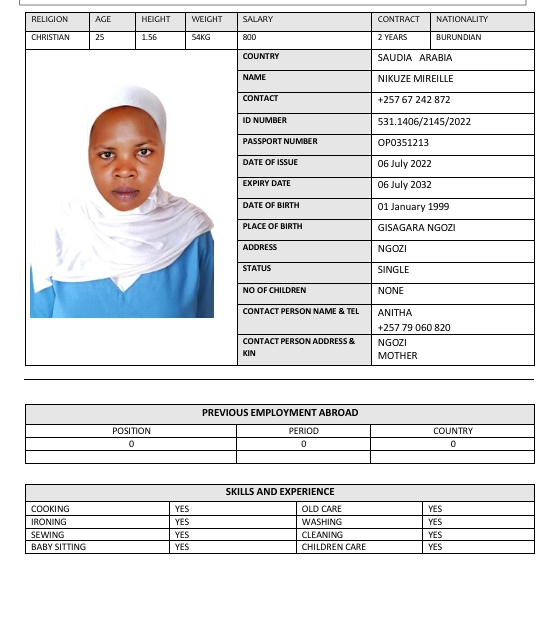 RELIGION AGE HEIGHT WEIGHT SALARY CONTRACT NATIONALITY
CHRISTIAN 25 1.56 54KG 800 2 YEARS BURUNDIAN
COUNTRY SAUDIA ARABIA
NAME NIKUZE MIREILLE
CONTACT +257 67 242 872
ID NUMBER 531.1406/2145/2022
PASSPORT NUMBER OP0351213
DATE OF ISSUE 06 July 2022
EXPIRY DATE 06 July 2032
DATE OF BIRTH 01 January 1999
PLACE OF BIRTH GISAGARA NGOZI
ADDRESS NGOZI
STATUS SINGLE
NO OF CHILDREN NONE
CONTACT PERSON NAME & TEL ANITHA
+257 79 060 820
CONTACT PERSON ADDRESS & NGOZI
KIN MOTHER
PREVIOUS EMPLOYMENT ABROAD
POSITION PERIOD COUNTRY
0 0 0
SKILLS AND EXPERIENCE
COOKING YES OLD CARE YES
IRONING YES WASHING YES
SEWING YES CLEANING YES
BABY SITTING YES CHILDREN CARE YES